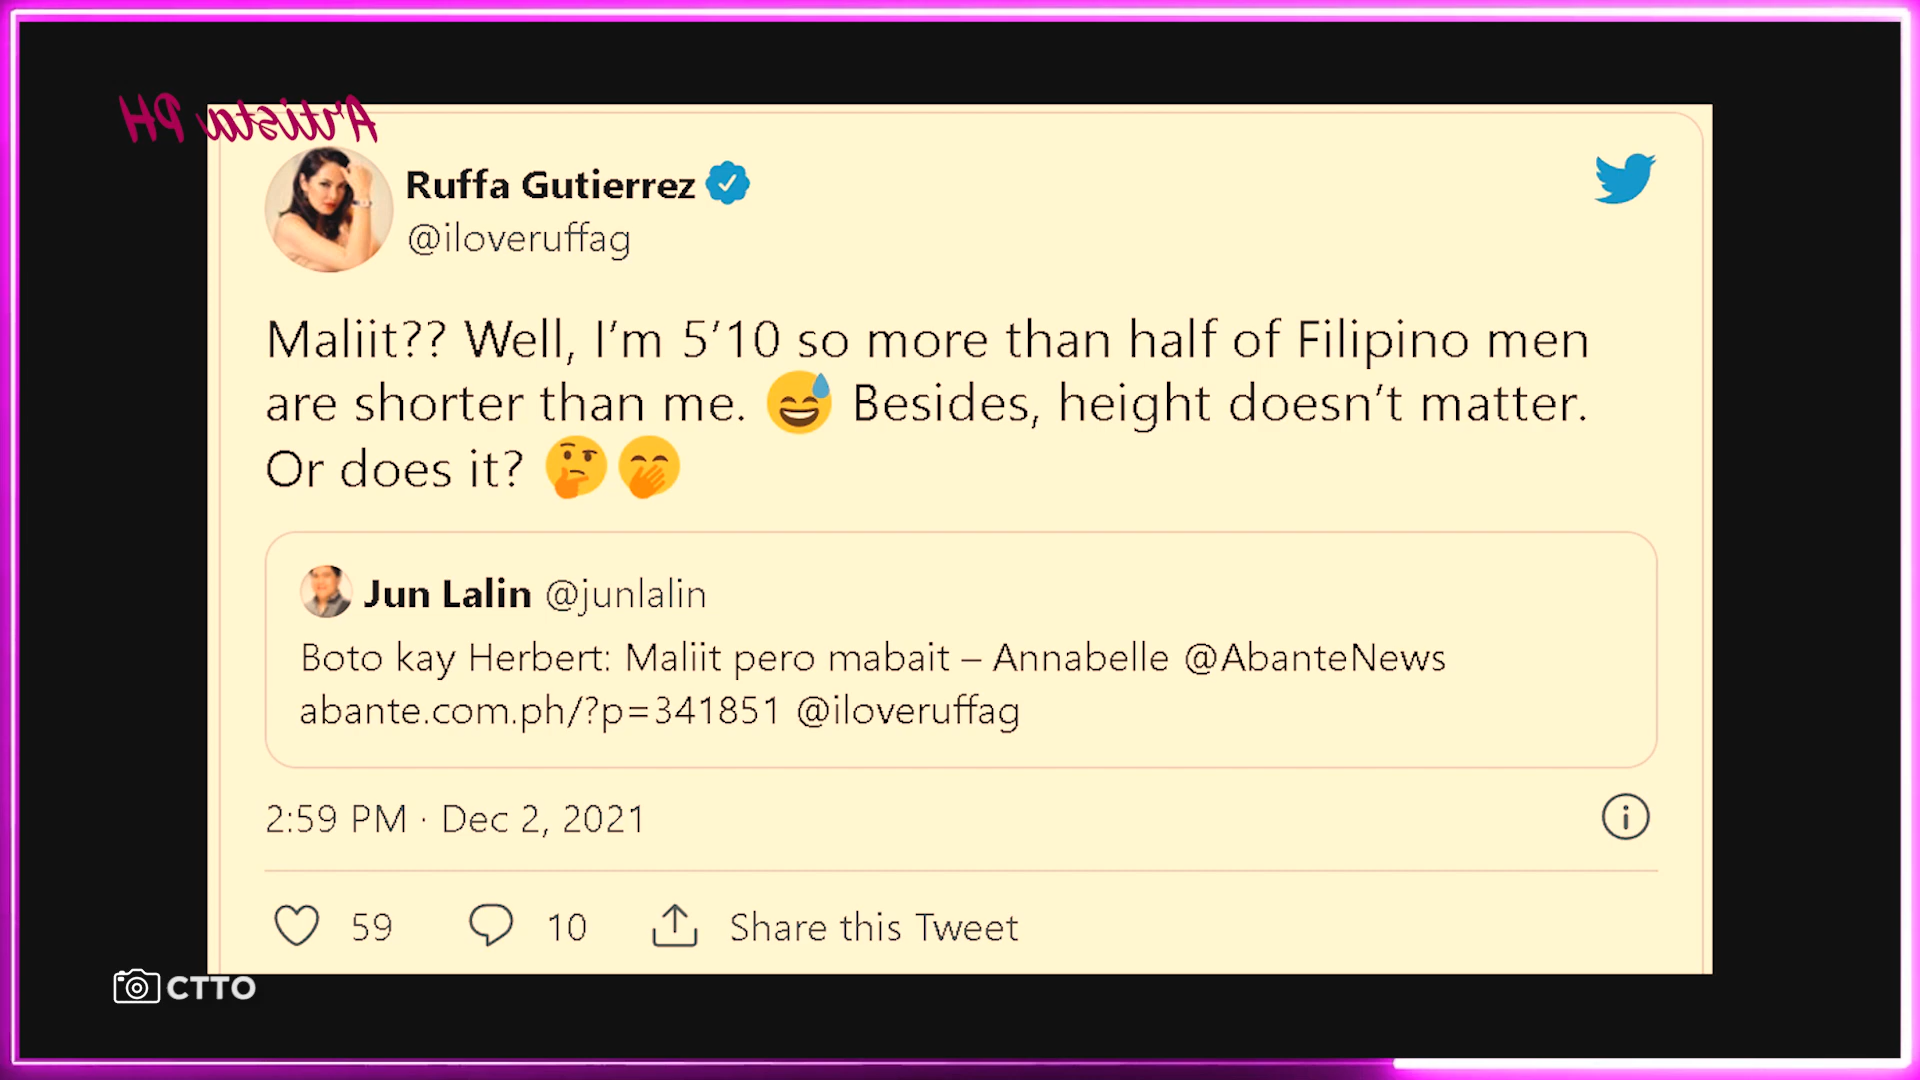 Artista PH
Ruffa Gutierrez
@iloveruffag
Maliit?? Well, I’m 5’10 so more than half of Filipino men
are shorter than me. 😅 Besides, height doesn’t matter.
Or does it? 🤔🤭
Jun Lalin @junlalin
Boto kay Herbert: Maliit pero mabait – Annabelle @AbanteNews
abante.com.ph/?p=341851 @iloveruffag
2:59 PM · Dec 2, 2021
59 10 Share this Tweet
CTTO